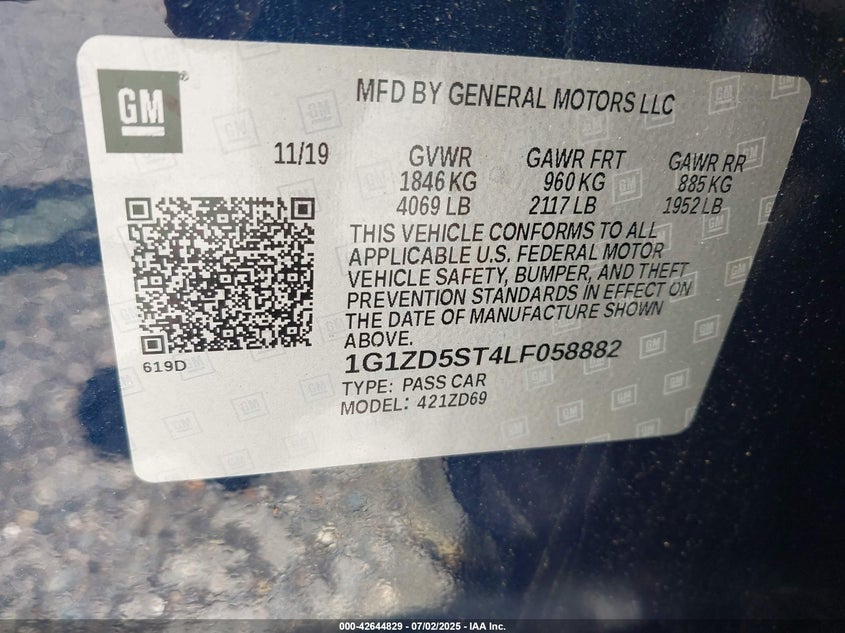 GM
MFD BY GENERAL MOTORS LLC
11/19 GVWR GAWR FRT GAWR RR
1846 KG 960 KG 885 KG
4069 LB 2117 LB 1952 LB
THIS VEHICLE CONFORMS TO ALL
APPLICABLE U.S. FEDERAL MOTOR
VEHICLE SAFETY, BUMPER, AND THEFT
PREVENTION STANDARDS IN EFFECT ON
THE DATE OF MANUFACTURE SHOWN
ABOVE.
619D
1G1ZD5ST4LF058882
TYPE: PASS CAR
MODEL: 421ZD69
000-42644829 - 07/02/2025 - IAA Inc.